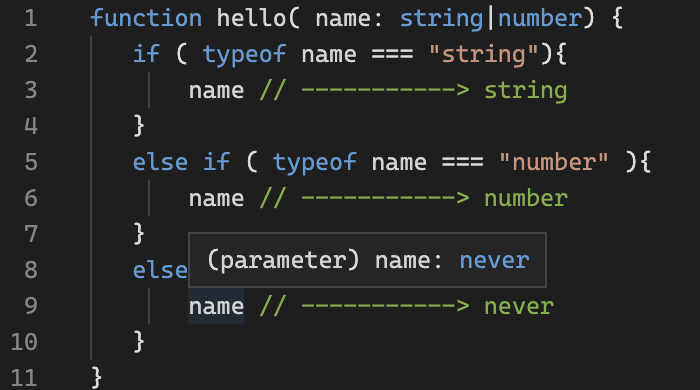 1 function hello( name: string|number) {
2 if ( typeof name === "string"){
3 name // -----------> string
4 }
5 else if ( typeof name === "number" ){
6 name // -----------> number
7 }
(parameter) name: never
8 else
9 name // -----------> never
10 }
11 }